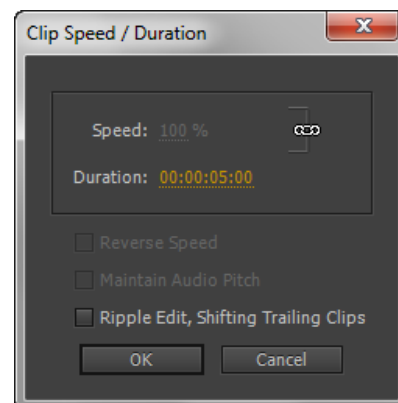 Clip Speed / Duration
Speed: 100 %
Duration: 00:00:05:00
Reverse Speed
Maintain Audio Pitch
Ripple Edit, Shifting Trailing Clips
OK Cancel